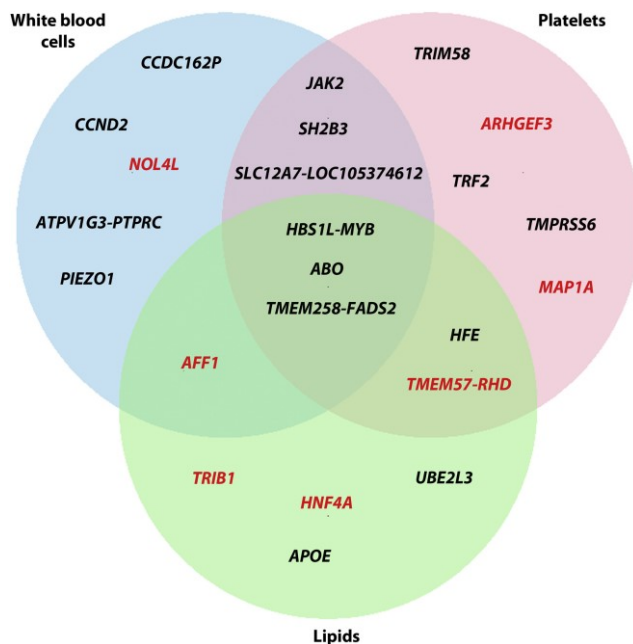 White blood
cells
Platelets
CCDC162P
TRIM58
JAK2
CCND2
SH2B3
ARHGEF3
NOL4L
SLC12A7-LOC105374612
TRF2
ATPV1G3-PTPRC
HBS1L-MYB
TMPRSS6
PIEZO1
ABO
MAP1A
TMEM258-FADS2
HFE
AFF1
TMEM57-RHD
TRIB1
UBE2L3
HNF4A
APOE
Lipids